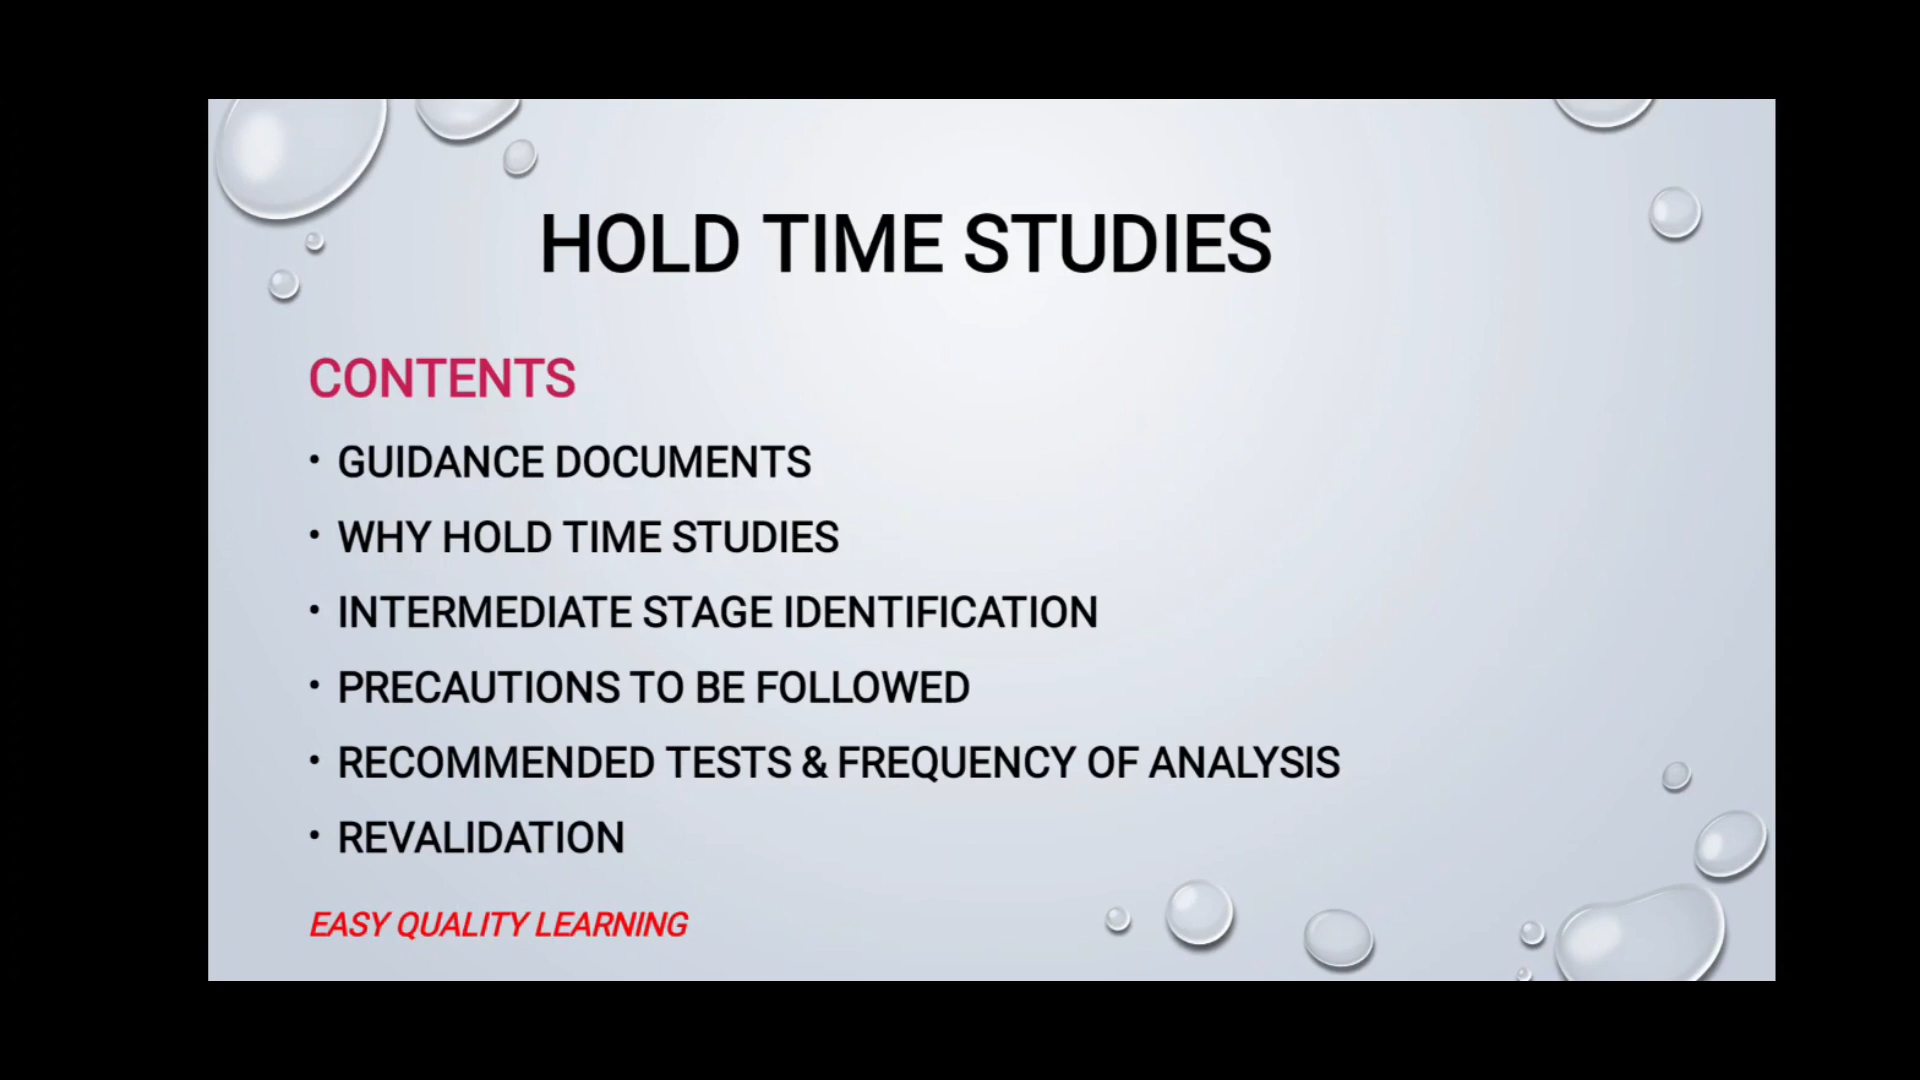 HOLD TIME STUDIES
CONTENTS
• GUIDANCE DOCUMENTS
• WHY HOLD TIME STUDIES
• INTERMEDIATE STAGE IDENTIFICATION
• PRECAUTIONS TO BE FOLLOWED
• RECOMMENDED TESTS & FREQUENCY OF ANALYSIS
• REVALIDATION
EASY QUALITY LEARNING